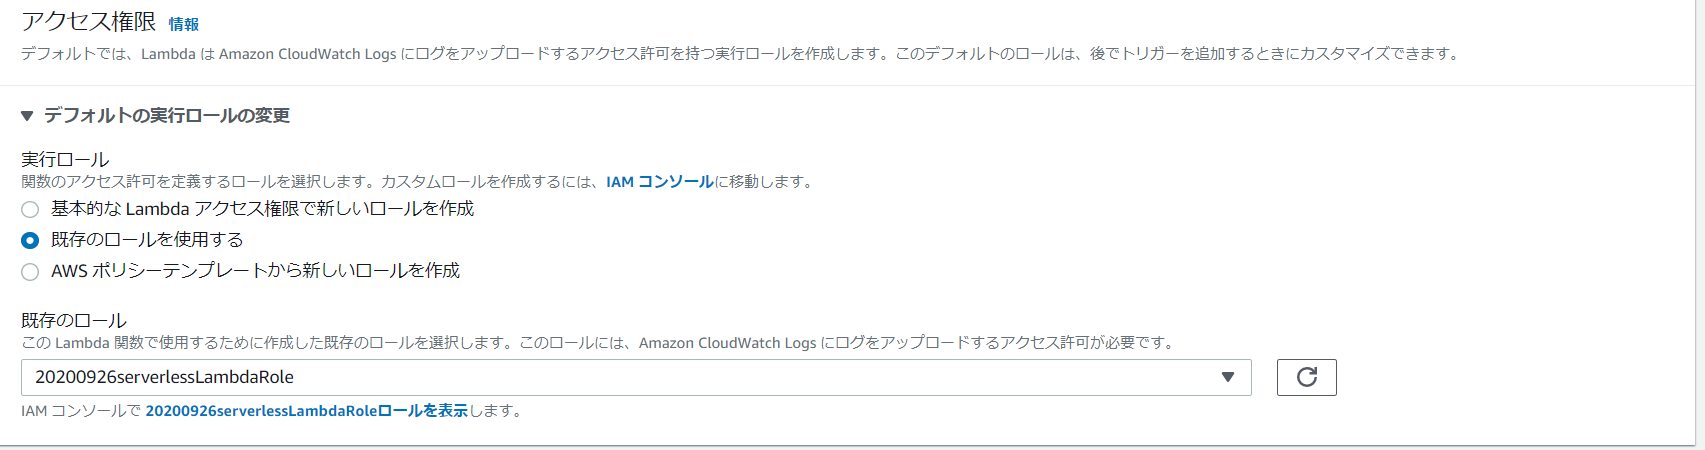 アクセス権限 情報
デフォルトでは、Lambda は Amazon CloudWatch Logs にログをアップロードするアクセス許可を持つ実行ロールを作成します。このデフォルトのロールは、後でトリガーを追加するときにカスタマイズできます。
▼ デフォルトの実行ロールの変更
実行ロール
関数のアクセス許可を定義するロールを選択します。カスタムロールを作成するには、IAM コンソールに移動します。
基本的な Lambda アクセス権限で新しいロールを作成
既存のロールを使用する
AWS ポリシーテンプレートから新しいロールを作成
既存のロール
この Lambda 関数で使用するために作成した既存のロールを選択します。このロールには、Amazon CloudWatch Logs にログをアップロードするアクセス許可が必要です。
20200926serverlessLambdaRole
IAM コンソールで 20200926serverlessLambdaRoleロールを表示します。